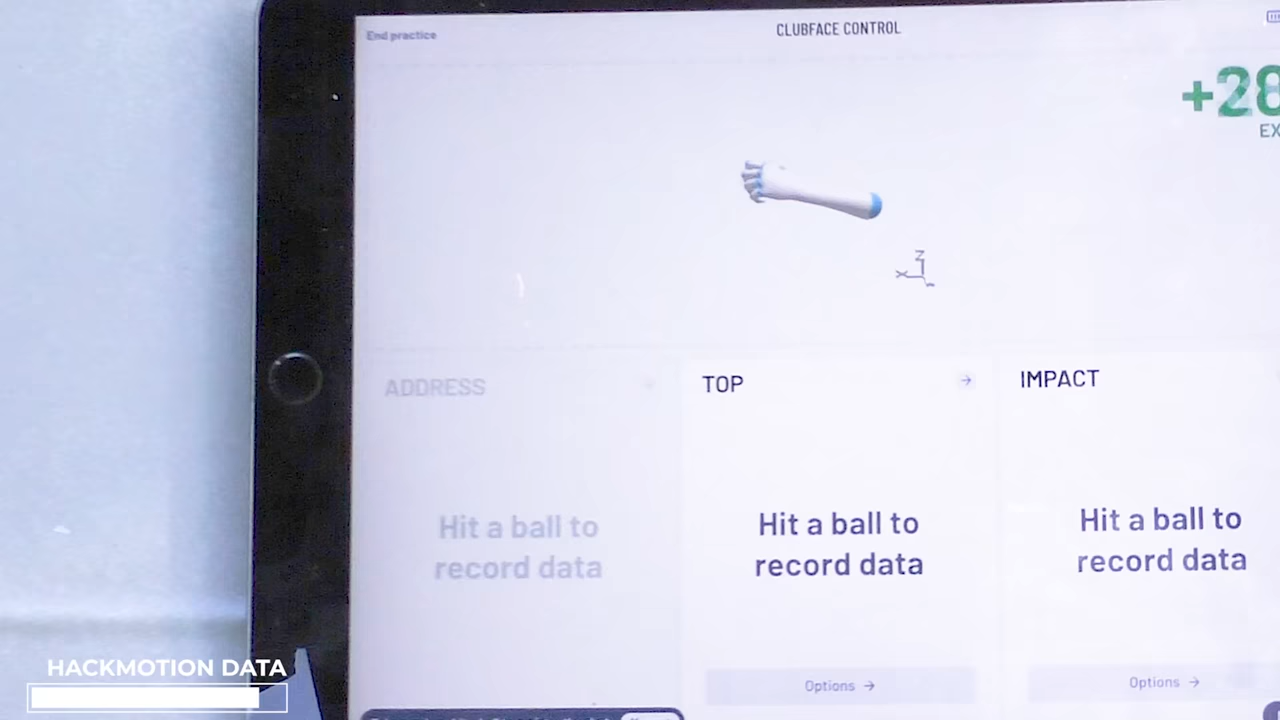 End practice
CLUBFACE CONTROL
+28
EX
Z
X
ADDRESS
TOP
IMPACT
Hit a ball to
record data
Hit a ball to
record data
Hit a ball to
record data
Options →
Options →
HACKMOTION DATA